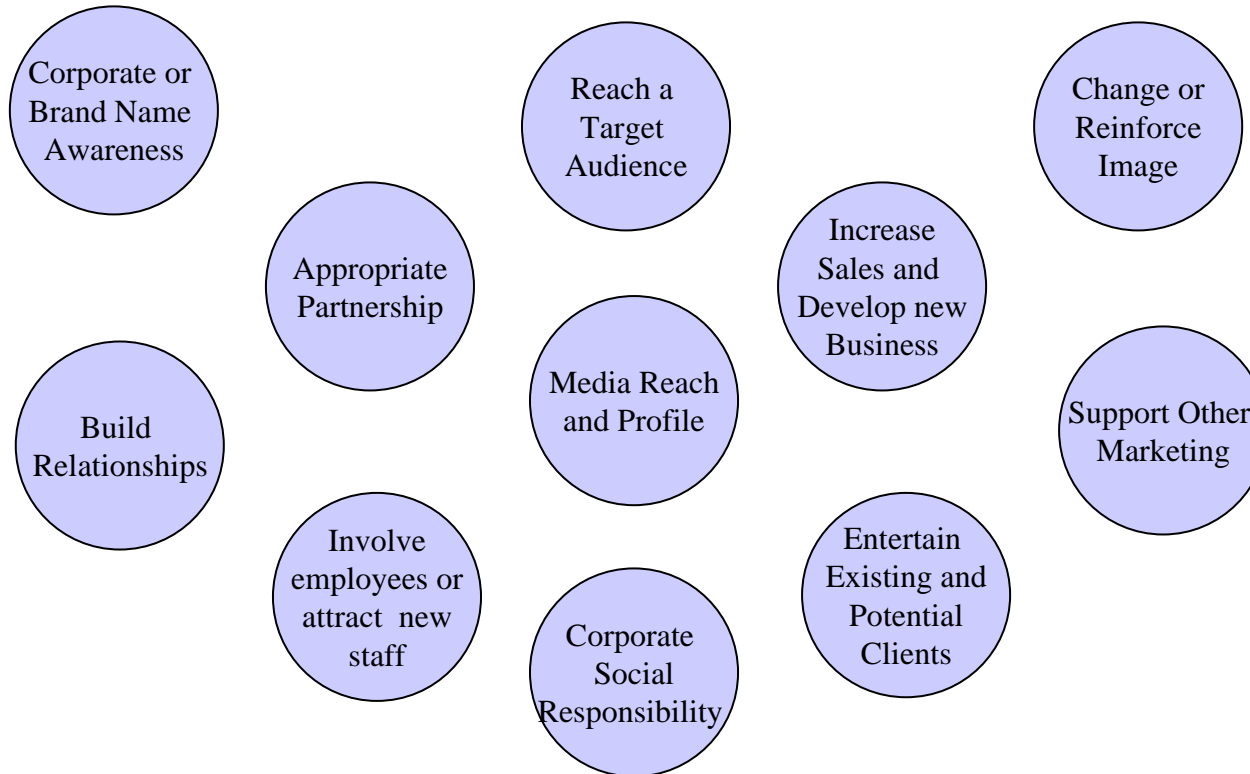 Corporate or
Brand Name
Awareness
Reach a
Target
Audience
Change or
Reinforce
Image
Appropriate
Partnership
Increase
Sales and
Develop new
Business
Build
Relationships
Media Reach
and Profile
Support Other
Marketing
Involve
employees or
attract new
staff
Corporate
Social
Responsibility
Entertain
Existing and
Potential
Clients